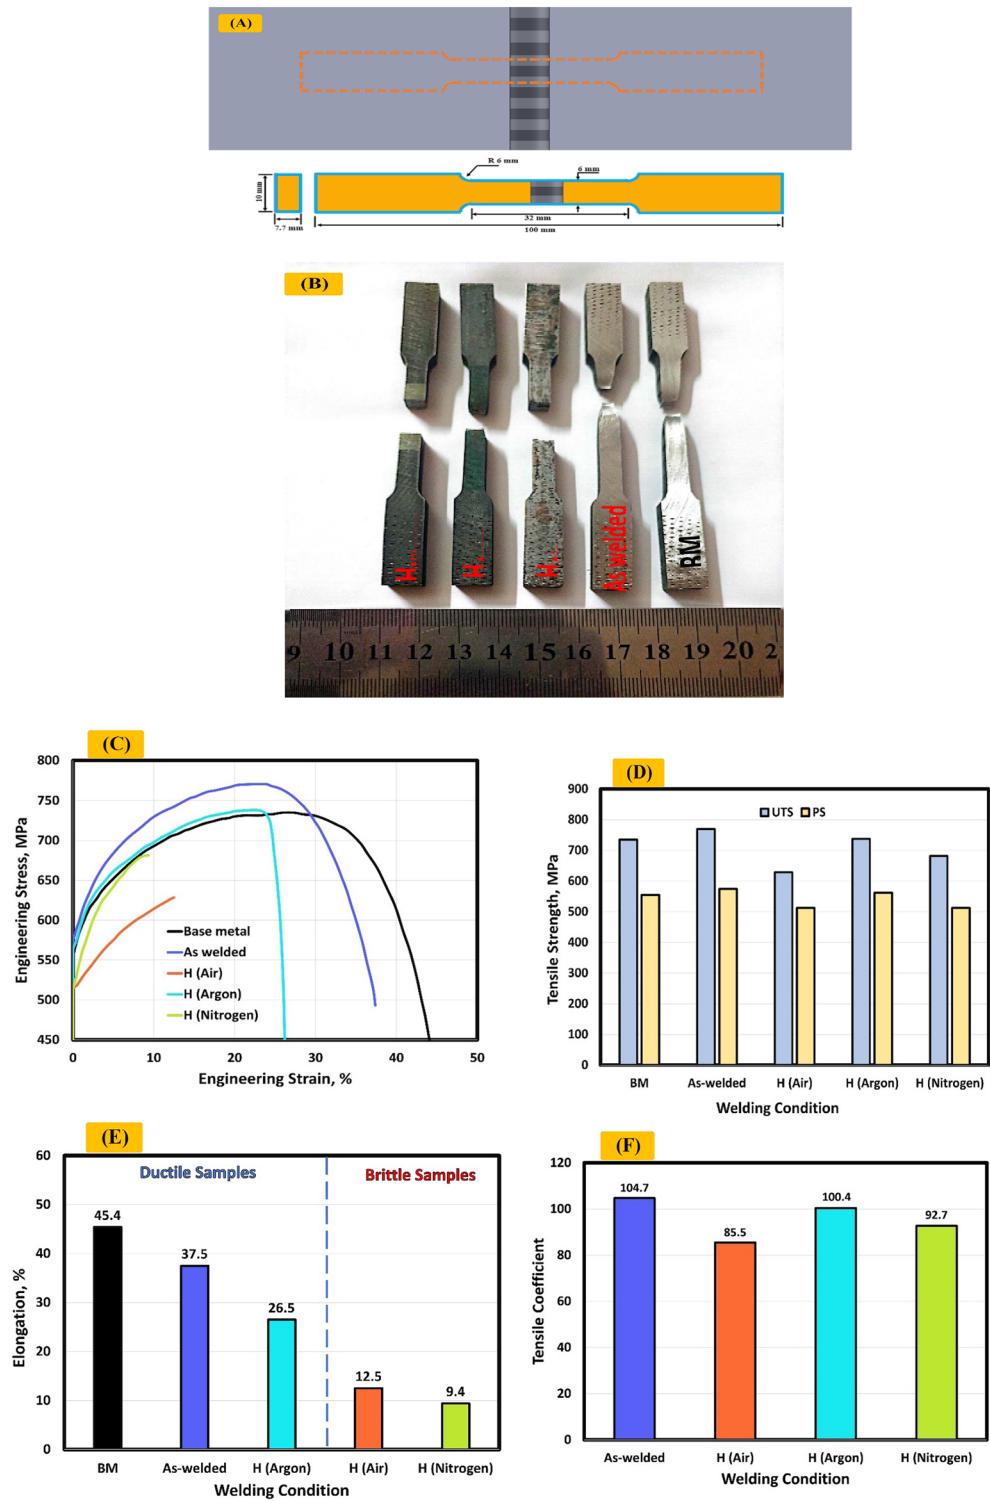 (A)
R 6 mm
6 mm
10 mm
7.7 mm
32 mm
100 mm
(B)
H...
H...
H...
As welded
BM
9 10 11 12 13 14 15 16 17 18 19 20 2
(C)
Engineering Stress, MPa
800
750
700
650
600
550
500
450
Base metal
As welded
H (Air)
H (Argon)
H (Nitrogen)
0 10 20 30 40 50
Engineering Strain, %
(D)
Tensile Strength, MPa
900
800
700
600
500
400
300
200
100
0
UTS PS
BM As-welded H (Air) H (Argon) H (Nitrogen)
Welding Condition
(E)
Elongation, %
60
50
40
30
20
10
0
Ductile Samples Brittle Samples
45.4
37.5
26.5
12.5
9.4
BM As-welded H (Argon) H (Air) H (Nitrogen)
Welding Condition
(F)
Tensile Coefficient
120
100
80
60
40
20
0
104.7
85.5
100.4
92.7
As-welded H (Air) H (Argon) H (Nitrogen)
Welding Condition